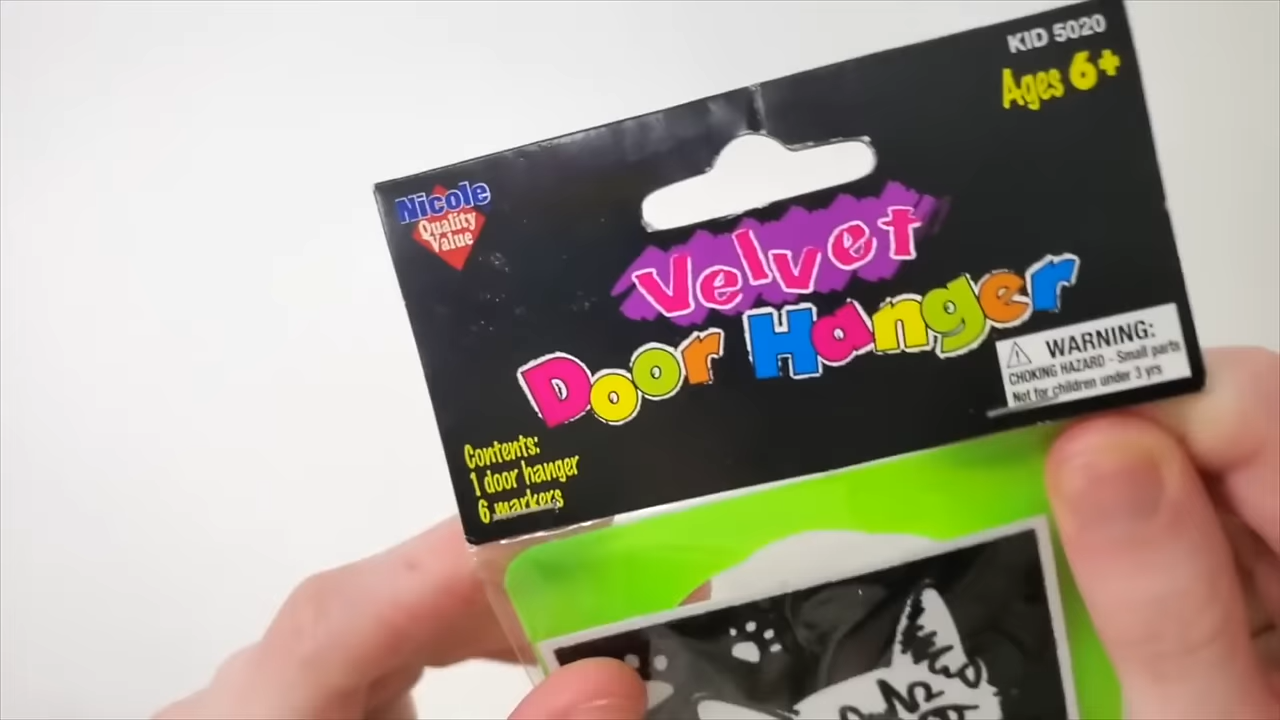 KID 5020
Ages 6+
Nicole
Quality
Value
Velvet
Door Hanger
WARNING:
CHOKING HAZARD - Small parts
Not for children under 3 yrs
Contents:
1 door hanger
6 markers